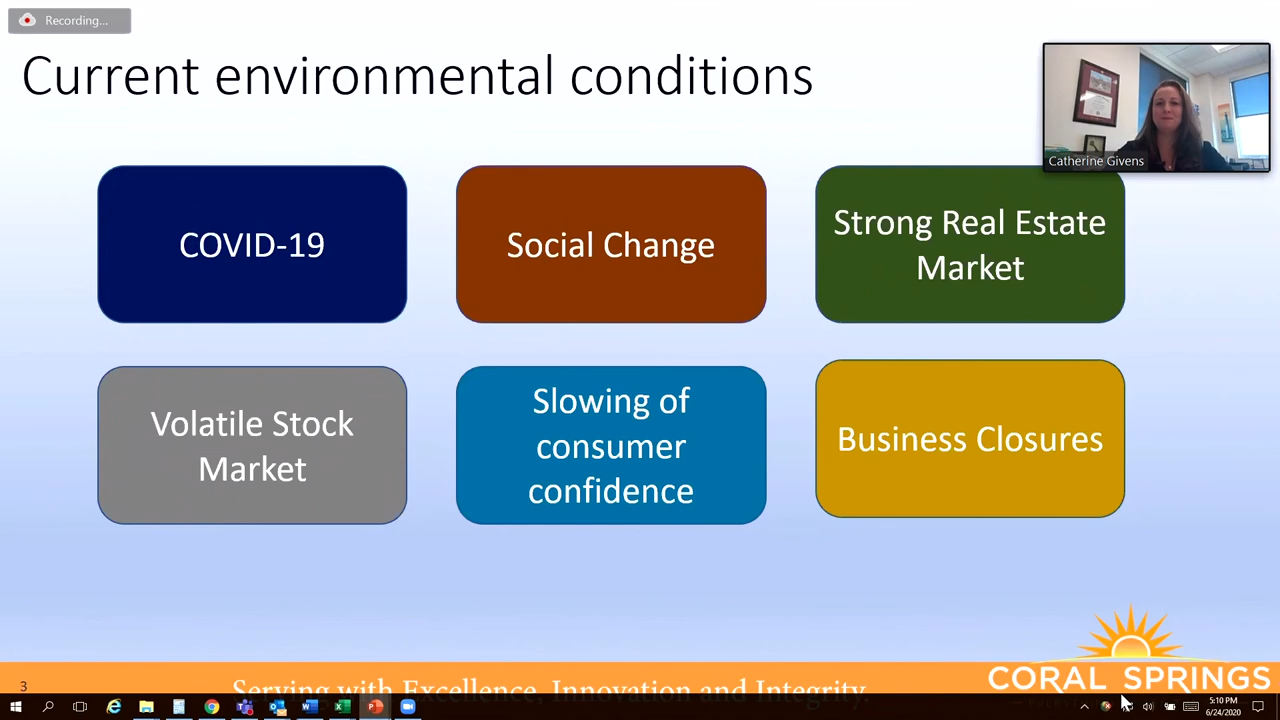 Recording...
Current environmental conditions
Catherine Givens
COVID-19
Social Change
Strong Real Estate
Market
Volatile Stock
Market
Slowing of
consumer
confidence
Business Closures
3
Serving with Excellence, Innovation and Integrity.
CORAL SPRINGS
5:10 PM
6/24/2020